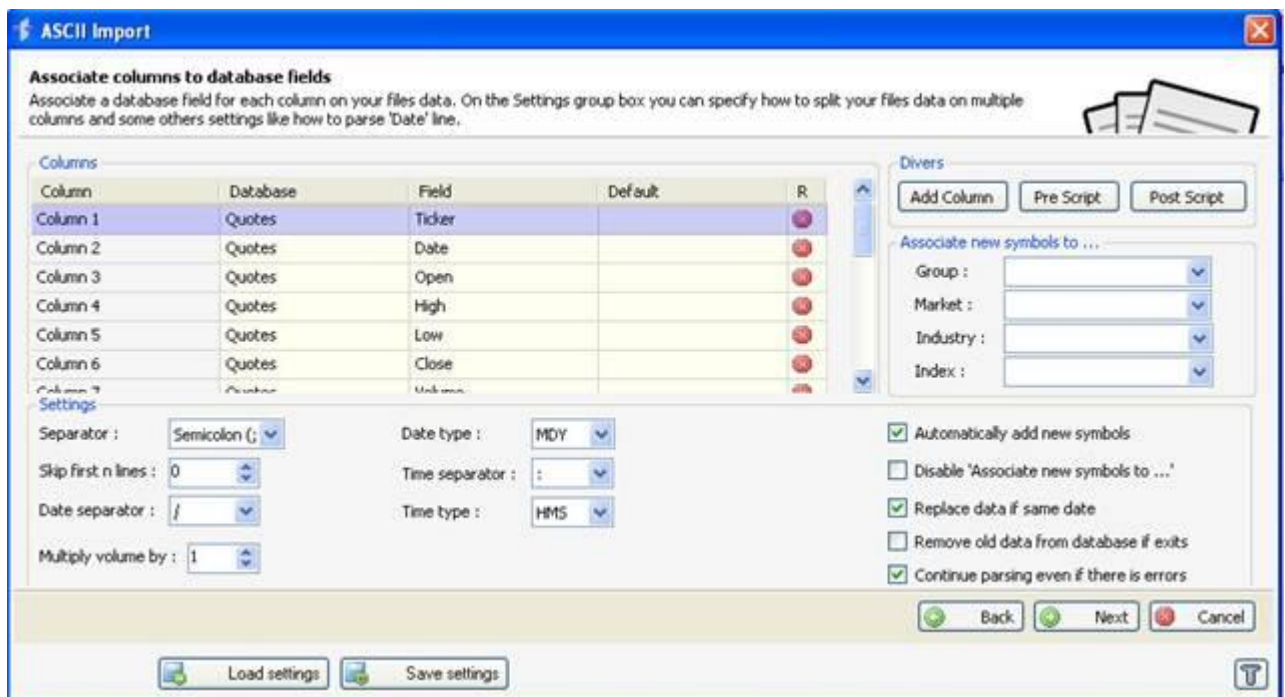 ASCII Import
Associate columns to database fields
Associate a database field for each column on your files data. On the Settings group box you can specify how to split your files data on multiple
columns and some others settings like how to parse 'Date' line.
Columns
Column Database Field Default R
Column 1 Quotes Ticker
Column 2 Quotes Date
Column 3 Quotes Open
Column 4 Quotes High
Column 5 Quotes Low
Column 6 Quotes Close
Column 7 Quotes Volume
Divers
Add Column Pre Script Post Script
Associate new symbols to ...
Group :
Market :
Industry :
Index :
Settings
Separator : Semicolon (; Date type : MDY
Skip first n lines : 0 Time separator : :
Date separator : / Time type : HMS
Multiply volume by : 1
Automatically add new symbols
Disable 'Associate new symbols to ...'
Replace data if same date
Remove old data from database if exits
Continue parsing even if there is errors
Back Next Cancel
Load settings Save settings
T